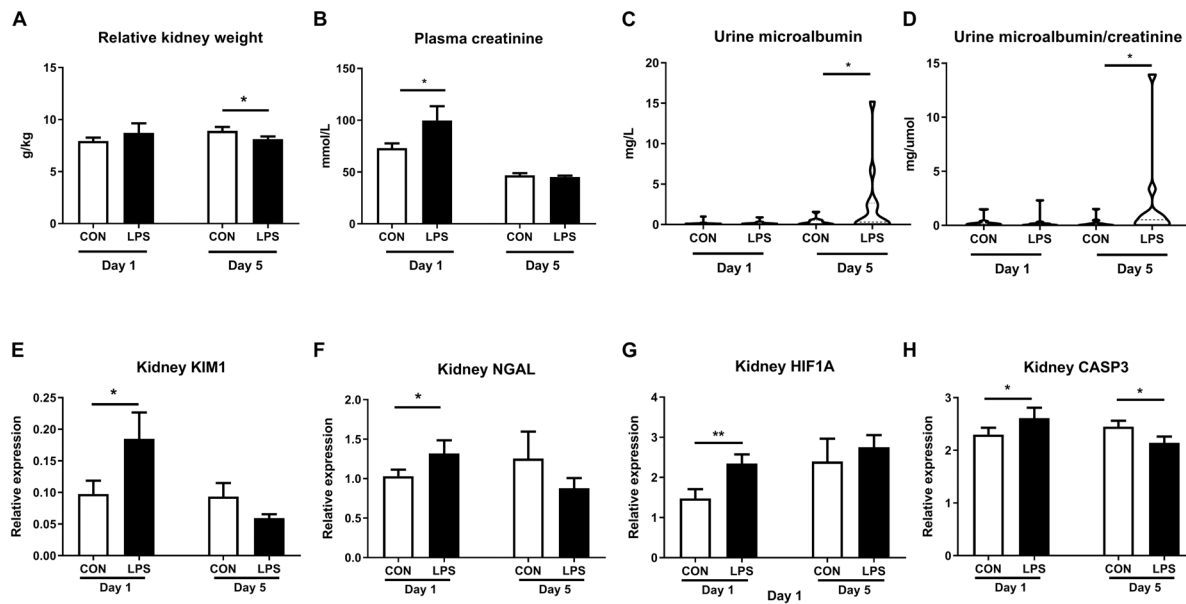 A
Relative kidney weight
g/kg
15
10
5
0
*
CON LPS CON LPS
Day 1 Day 5
B
Plasma creatinine
mmol/L
150
100
50
0
*
CON LPS CON LPS
Day 1 Day 5
C
Urine microalbumin
mg/L
20
15
10
5
0
*
CON LPS CON LPS
Day 1 Day 5
D
Urine microalbumin/creatinine
mg/umol
15
10
5
0
*
CON LPS CON LPS
Day 1 Day 5
E
Kidney KIM1
Relative expression
0.25
0.20
0.15
0.10
0.05
0.00
*
CON LPS CON LPS
Day 1 Day 5
F
Kidney NGAL
Relative expression
2.0
1.5
1.0
0.5
0.0
*
CON LPS CON LPS
Day 1 Day 5
G
Kidney HIF1A
Relative expression
4
3
2
1
0
**
CON LPS CON LPS
Day 1 Day 5
Day 1
H
Kidney CASP3
Relative expression
3
2
1
0
* *
CON LPS CON LPS
Day 1 Day 5